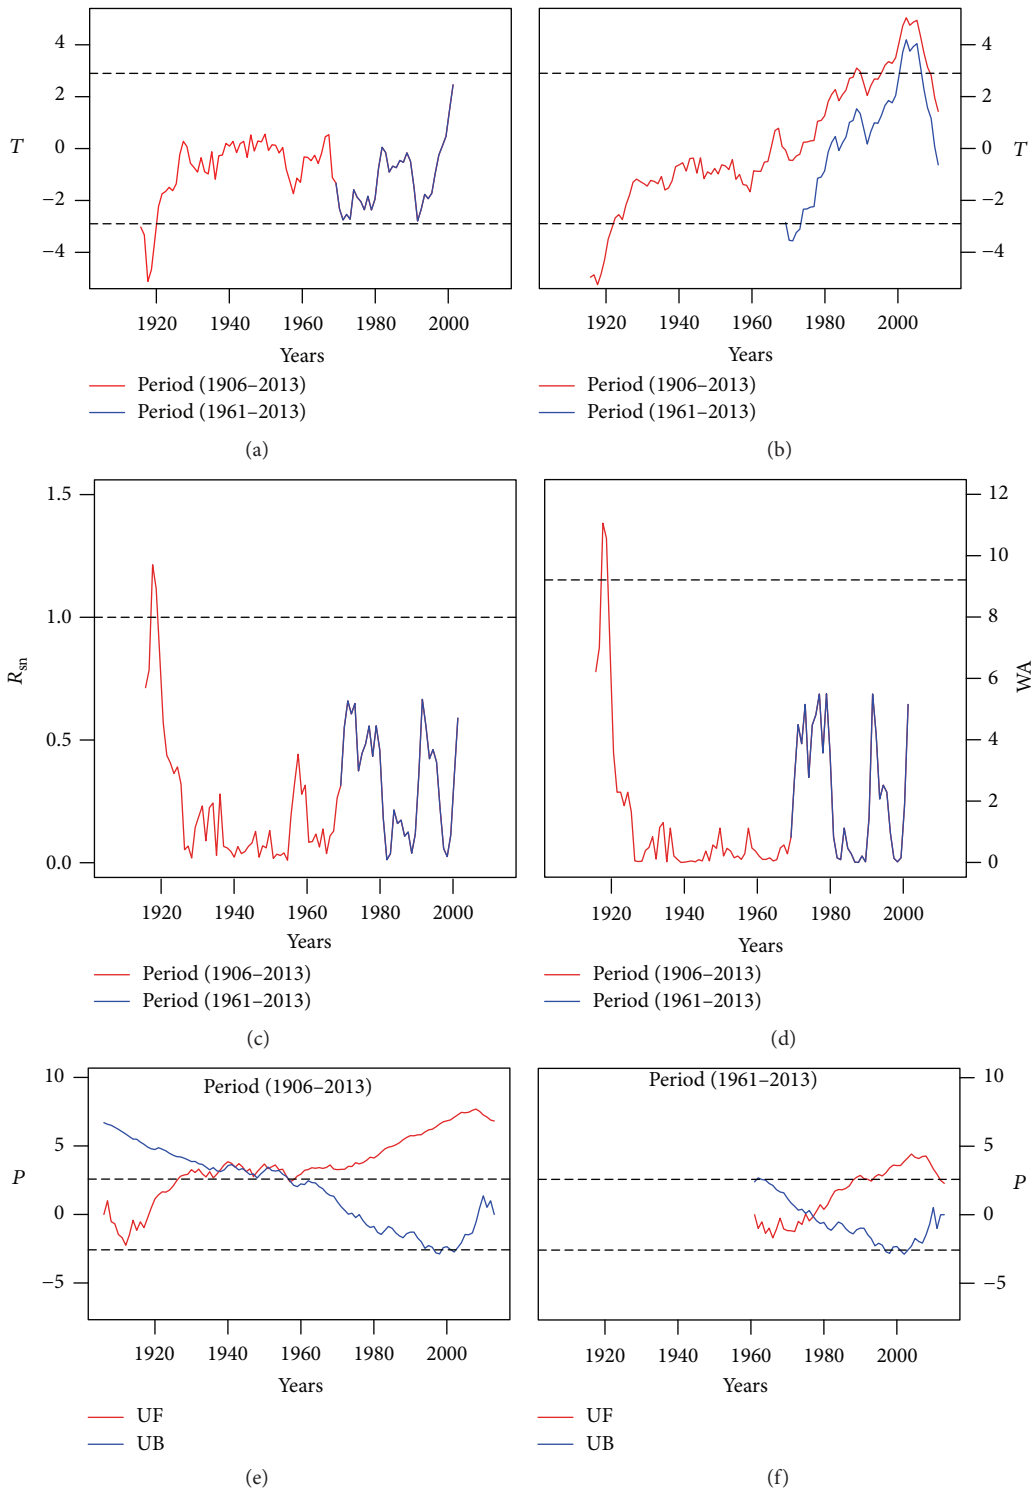 4
2
0
−2
−4
T
1920 1940 1960 1980 2000
Years
Period (1906–2013)
Period (1961–2013)
(a)
4
2
0
−2
−4
T
1920 1940 1960 1980 2000
Years
Period (1906–2013)
Period (1961–2013)
(b)
1.5
1.0
0.5
0.0
Rsn
1920 1940 1960 1980 2000
Years
Period (1906–2013)
Period (1961–2013)
(c)
12
10
8
6
4
2
0
WA
1920 1940 1960 1980 2000
Years
Period (1906–2013)
Period (1961–2013)
(d)
Period (1906–2013)
10
5
0
−5
P
1920 1940 1960 1980 2000
Years
UF
UB
(e)
Period (1961–2013)
10
5
0
−5
P
1920 1940 1960 1980 2000
Years
UF
UB
(f)